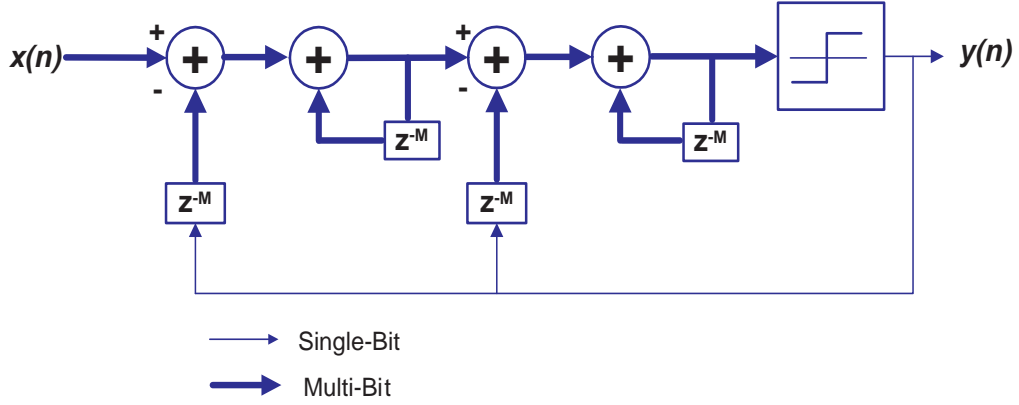 x(n)
+
-
+
+
+
-
+
+
y(n)
z-M
z-M
z-M
z-M
Single-Bit
Multi-Bit